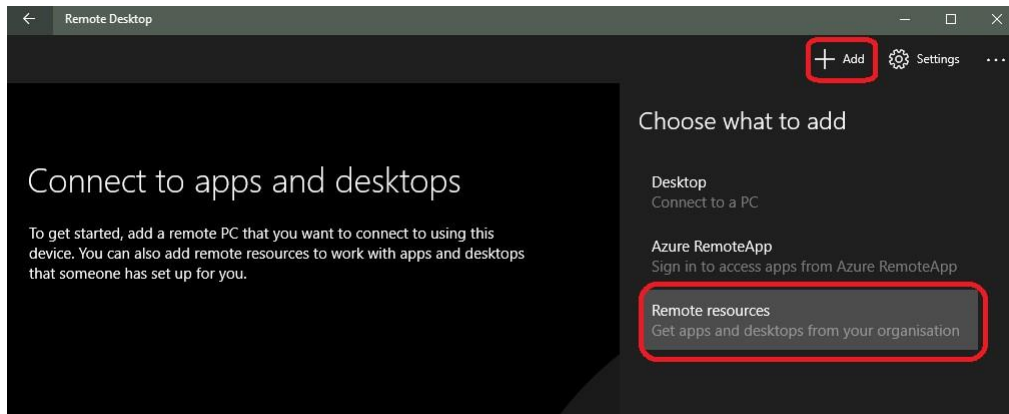 Remote Desktop
Add
Settings
Choose what to add
Connect to apps and desktops
To get started, add a remote PC that you want to connect to using this
device. You can also add remote resources to work with apps and desktops
that someone has set up for you.
Desktop
Connect to a PC
Azure RemoteApp
Sign in to access apps from Azure RemoteApp
Remote resources
Get apps and desktops from your organisation